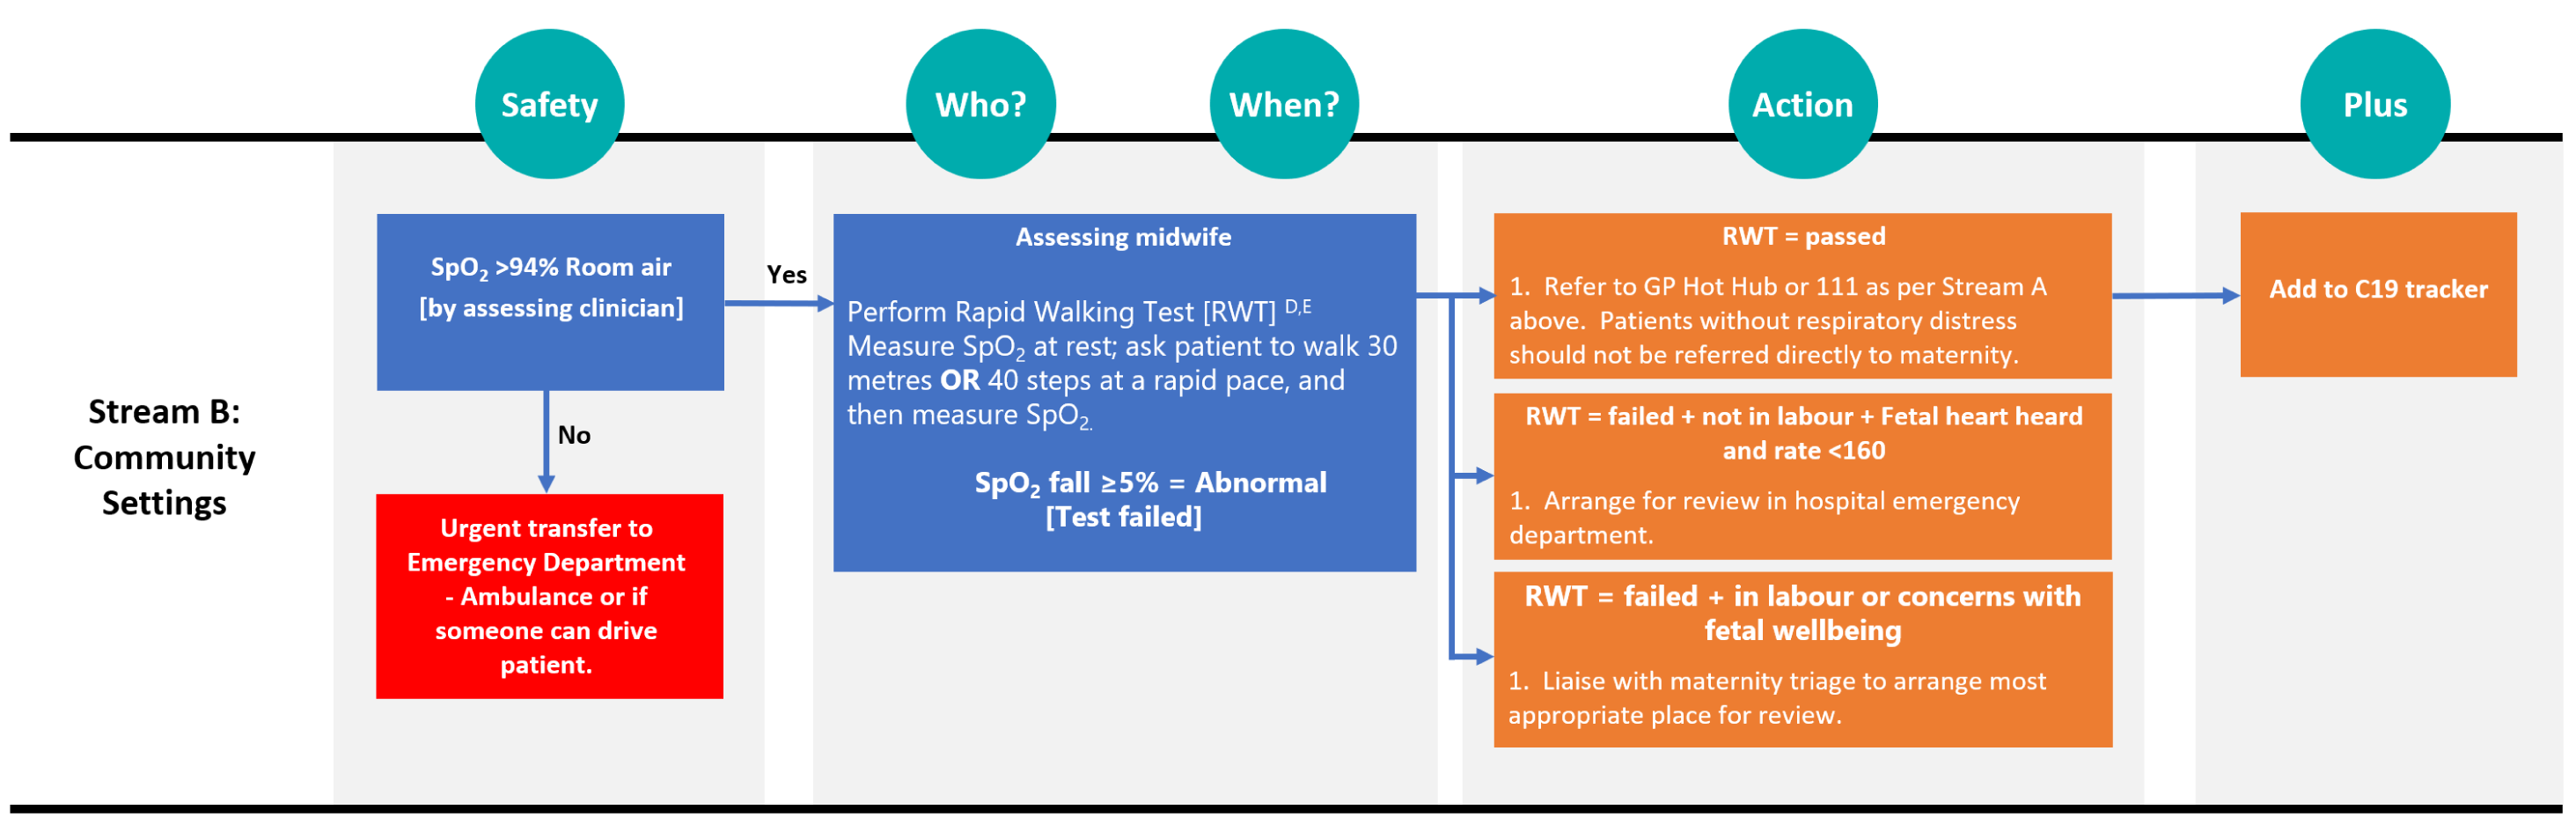 Safety
Who?
When?
Action
Plus
Stream B:
Community
Settings
SpO₂ >94% Room air
[by assessing clinician]
Yes
No
Urgent transfer to
Emergency Department
- Ambulance or if
someone can drive
patient.
Assessing midwife
Perform Rapid Walking Test [RWT] D,E
Measure SpO₂ at rest; ask patient to walk 30
metres OR 40 steps at a rapid pace, and
then measure SpO₂.
SpO₂ fall ≥5% = Abnormal
[Test failed]
RWT = passed
1. Refer to GP Hot Hub or 111 as per Stream A
above. Patients without respiratory distress
should not be referred directly to maternity.
RWT = failed + not in labour + Fetal heart heard
and rate <160
1. Arrange for review in hospital emergency
department.
RWT = failed + in labour or concerns with
fetal wellbeing
1. Liaise with maternity triage to arrange most
appropriate place for review.
Add to C19 tracker